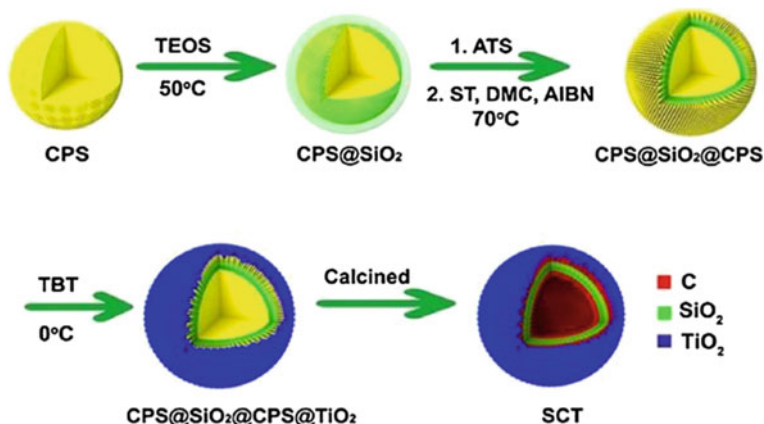 TEOS
50°C
1. ATS
2. ST, DMC, AIBN
70°C
CPS
CPS@SiO₂
CPS@SiO₂@CPS
TBT
0°C
Calcined
C
SiO₂
TiO₂
CPS@SiO₂@CPS@TiO₂
SCT